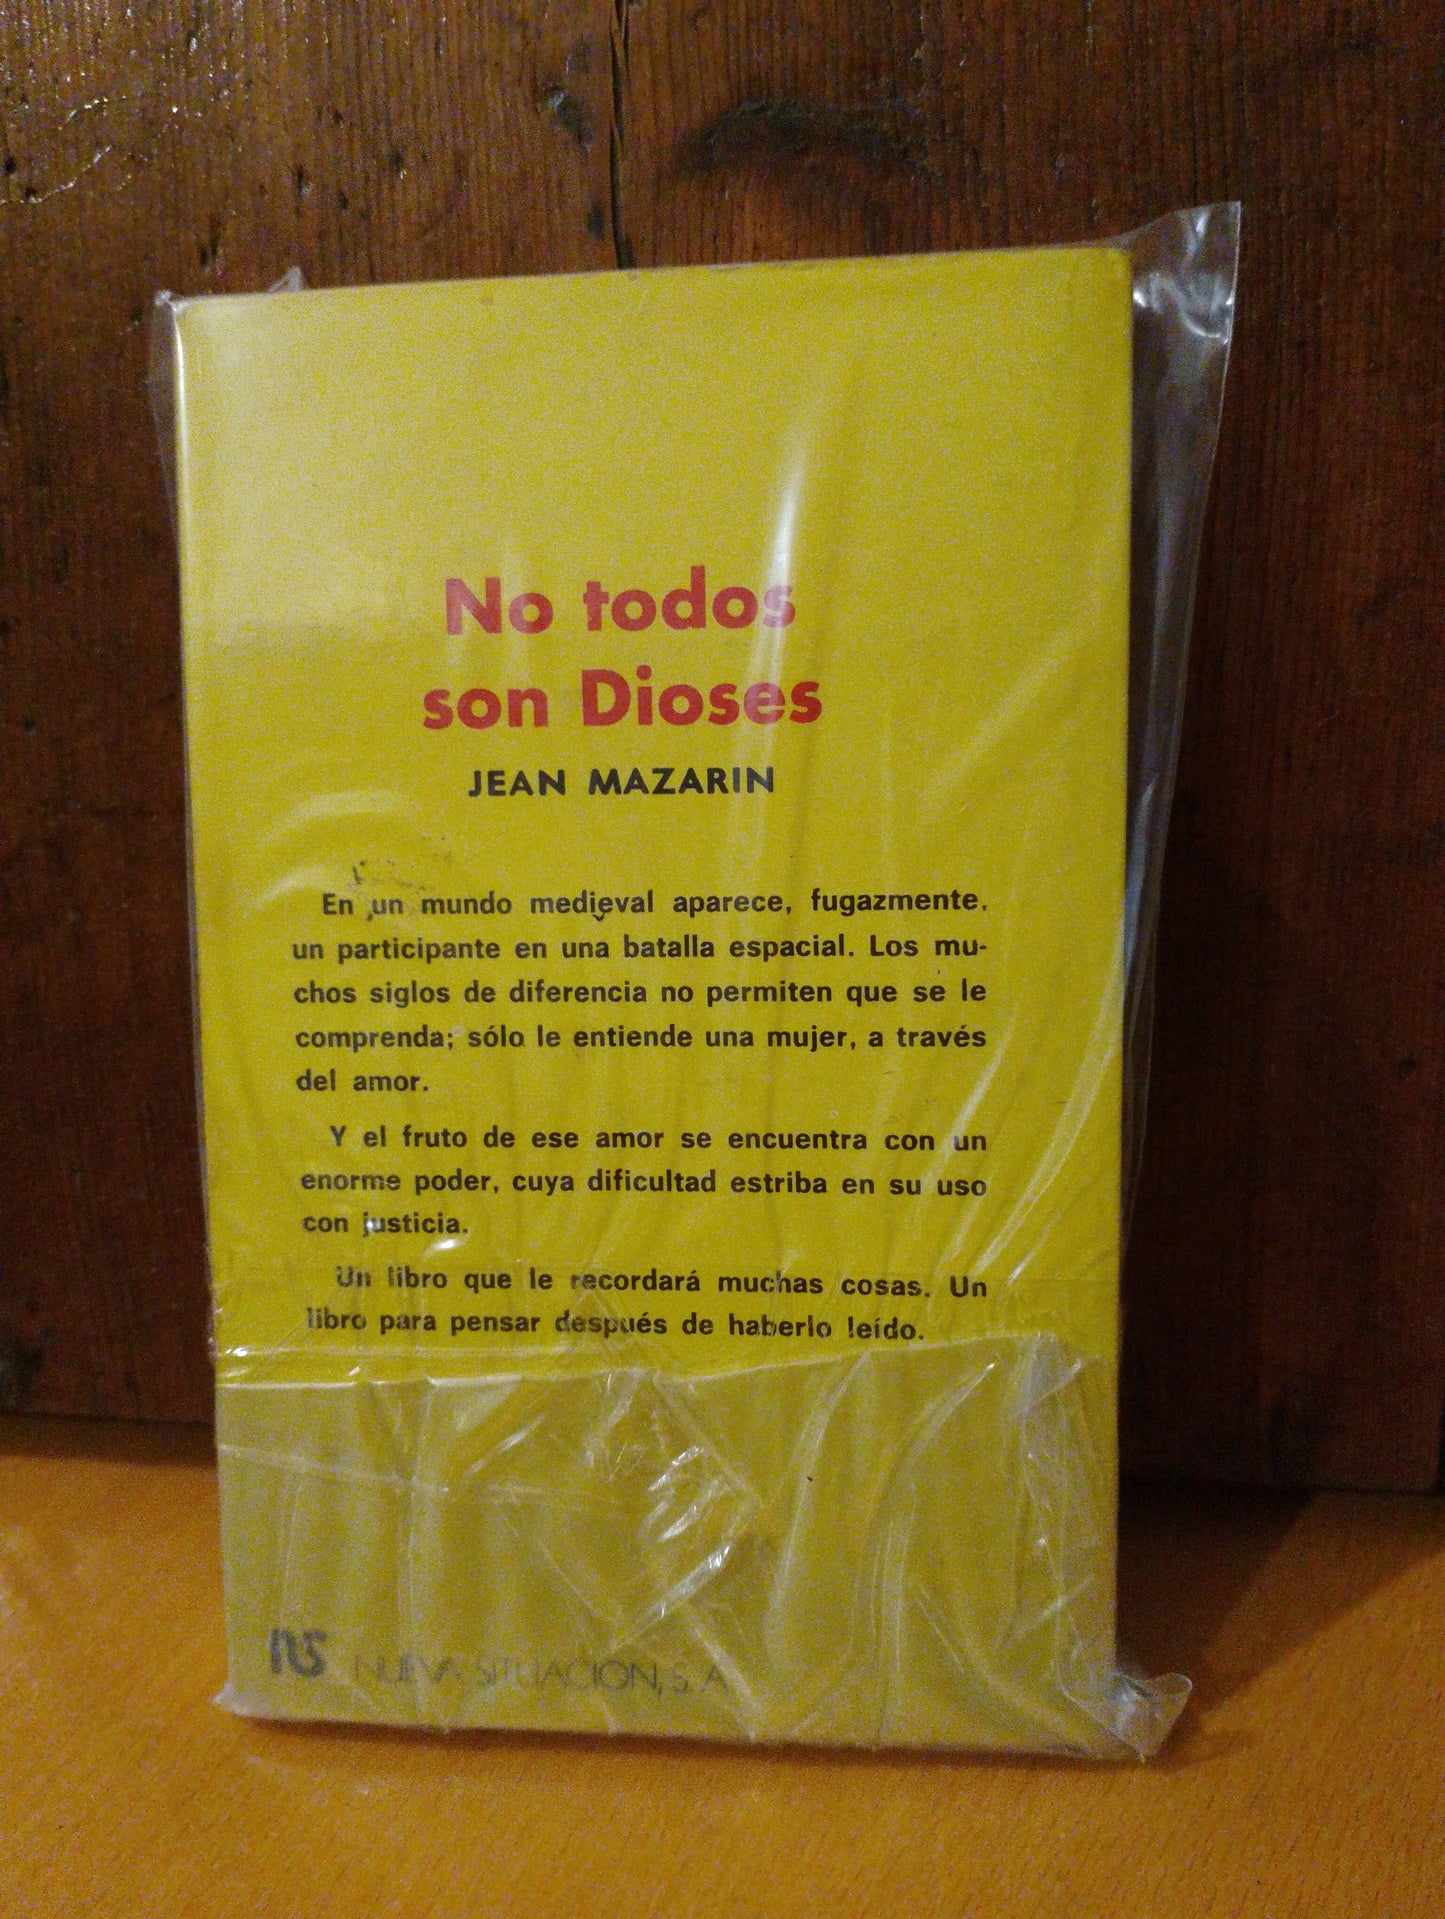 No todos
son Dioses
JEAN MAZARIN
En un mundo medieval aparece, fugazmente,
un participante en una batalla espacial. Los mu-
chos siglos de diferencia no permiten que se le
comprenda; sólo le entiende una mujer, a través
del amor.
Y el fruto de ese amor se encuentra con un
enorme poder, cuya dificultad estriba en su uso
con justicia.
Un libro que le recordará muchas cosas. Un
libro para pensar después de haberlo leído.
ns NUEVA SITUACION, S. A.